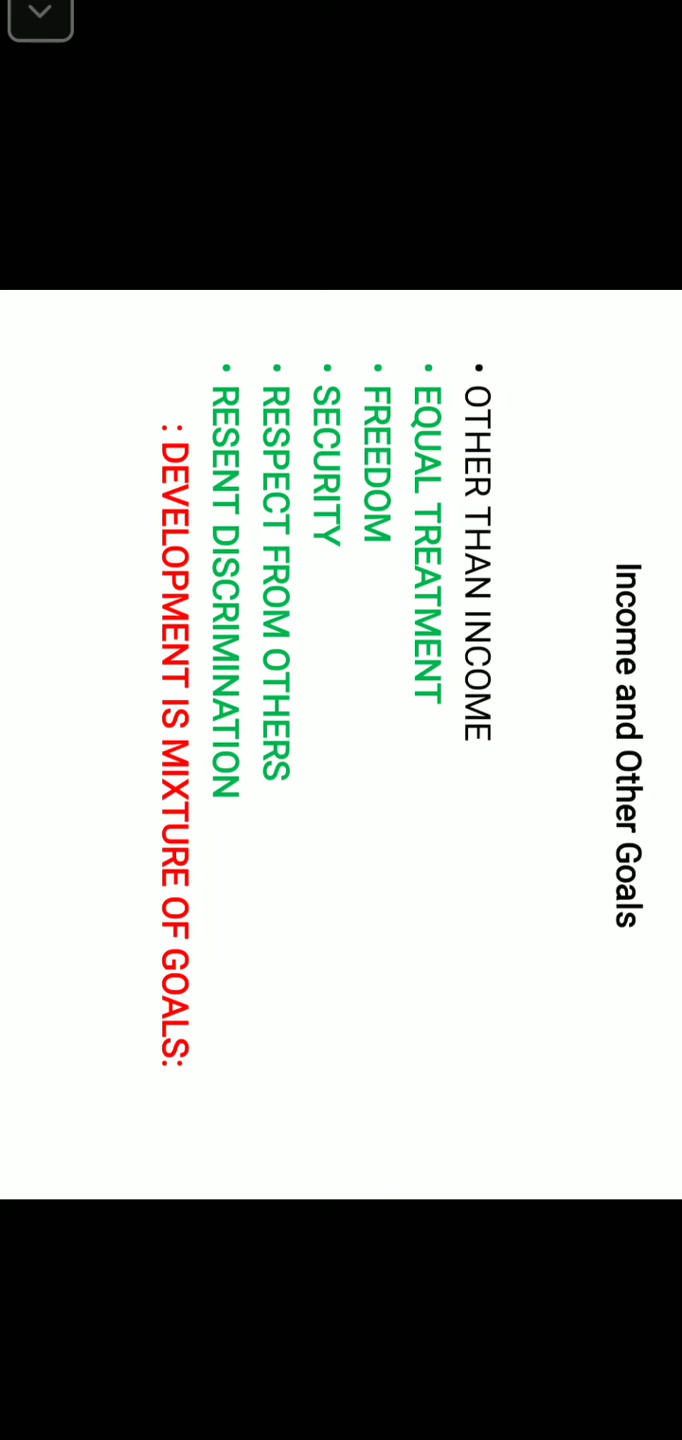 Income and Other Goals
• OTHER THAN INCOME
• EQUAL TREATMENT
• FREEDOM
• SECURITY
• RESPECT FROM OTHERS
• RESENT DISCRIMINATION
: DEVELOPMENT IS MIXTURE OF GOALS: